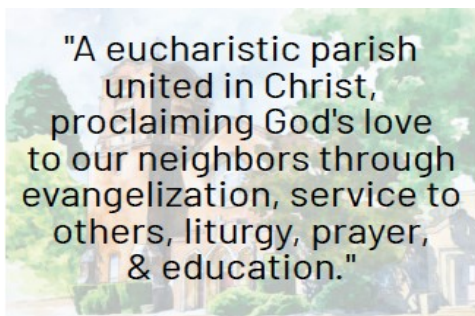 "A eucharistic parish
united in Christ,
proclaiming God's love
to our neighbors through
evangelization, service to
others, liturgy, prayer,
& education."